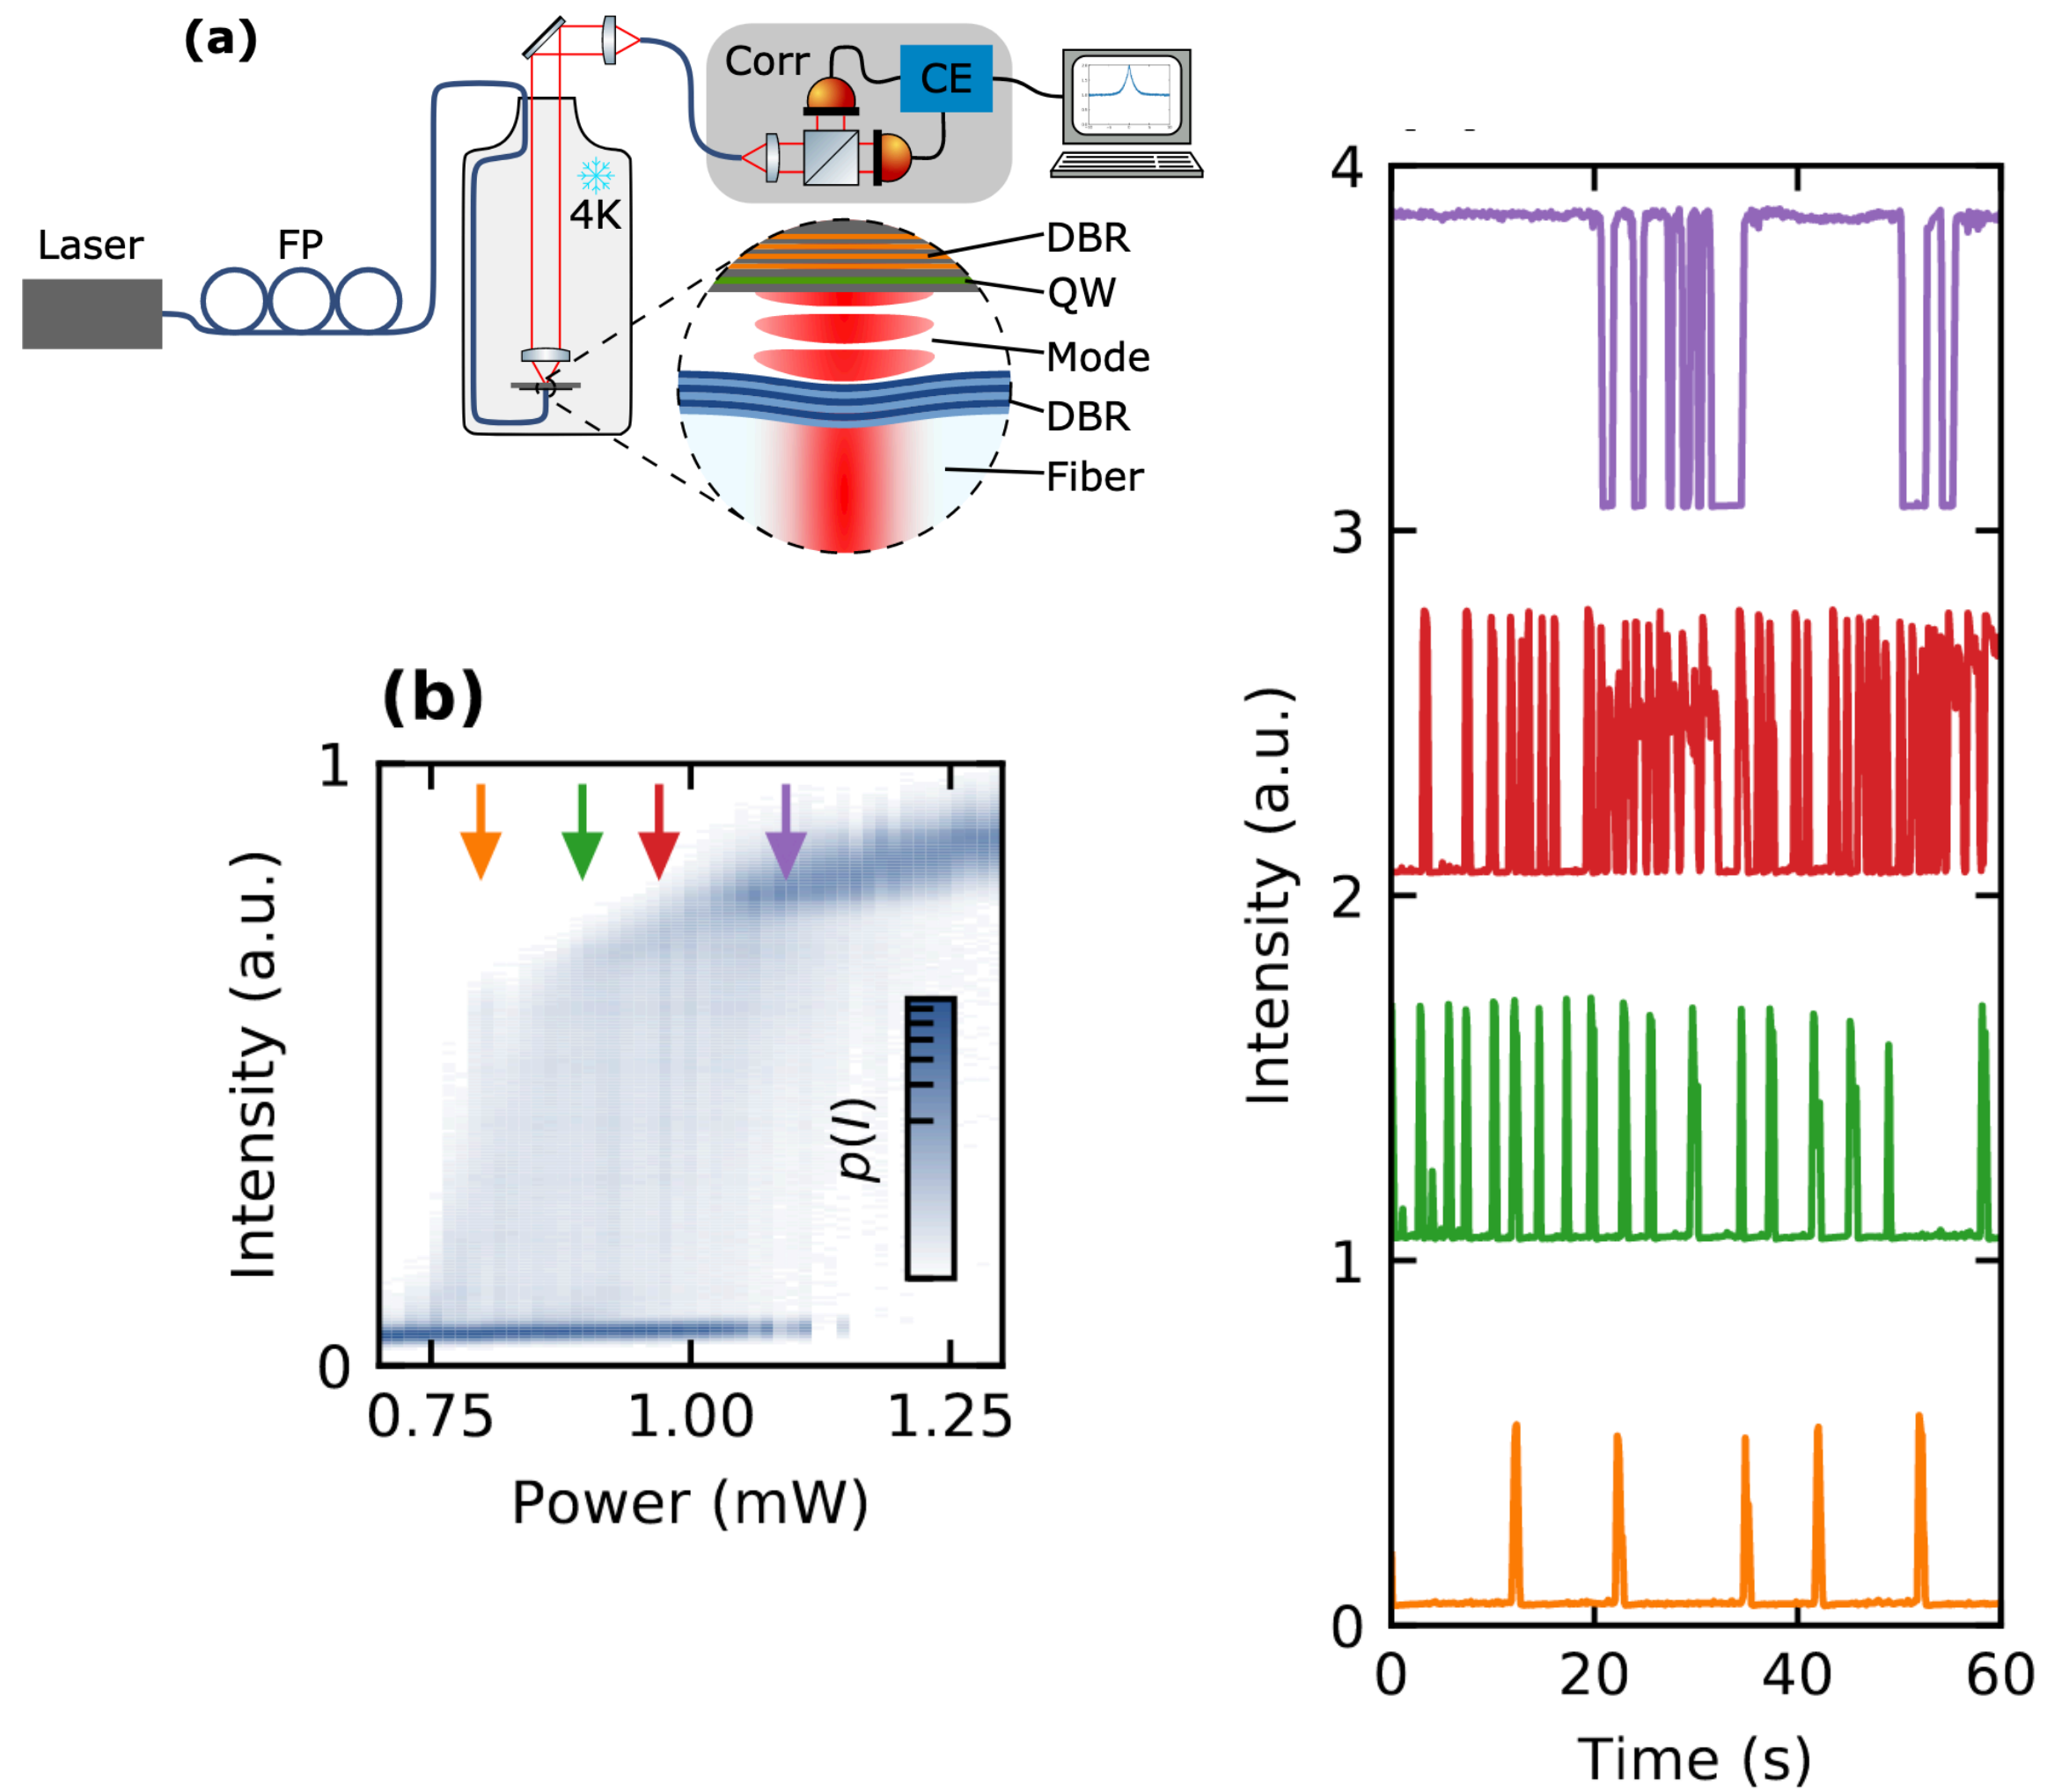 (a)
Laser
FP
4K
Corr
CE
DBR
QW
Mode
DBR
Fiber
(b)
1
0
Intensity (a.u.)
p(I)
0.75
1.00
1.25
Power (mW)
4
3
2
1
0
Intensity (a.u.)
0
20
40
60
Time (s)